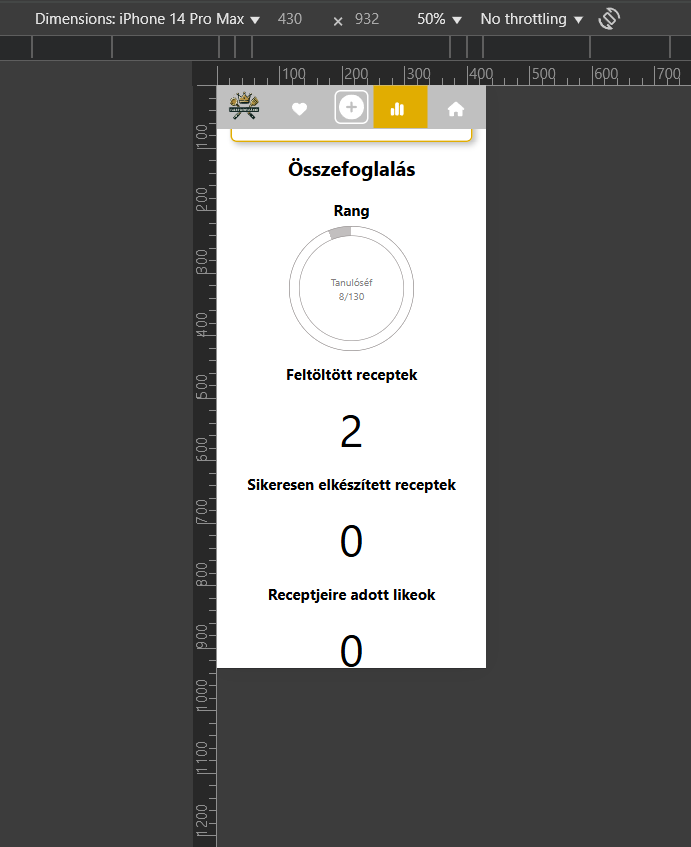 Dimensions: iPhone 14 Pro Max ▼ 430 × 932 50% ▼ No throttling ▼
100 200 300 400 500 600 700
100
200
300
400
500
600
700
800
900
1000
1100
1200
Összefoglalás
Rang
Tanulóséf
8/130
Feltöltött receptek
2
Sikeresen elkészített receptek
0
Receptjeire adott likeok
0